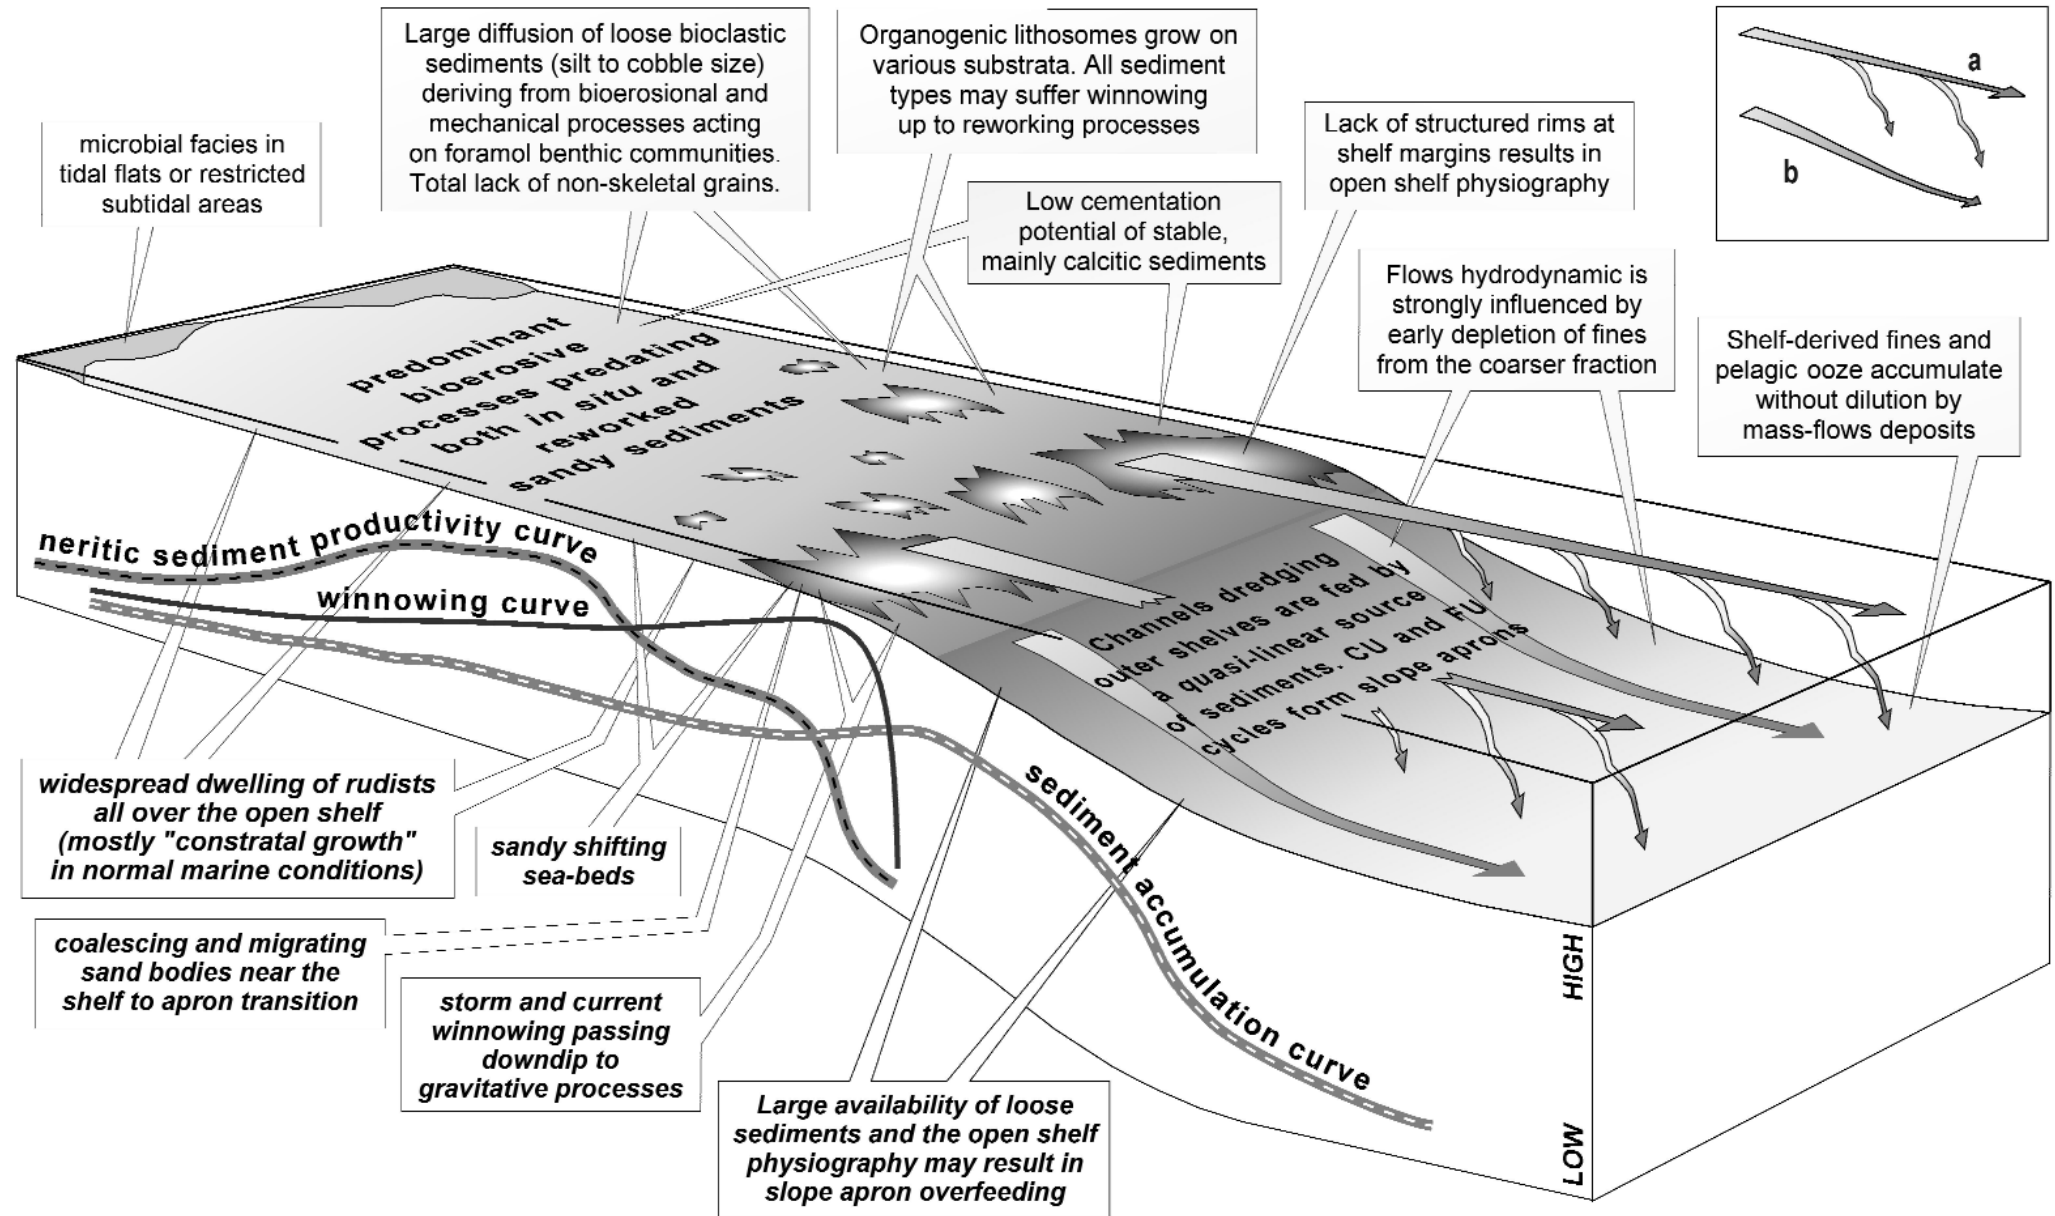 Large diffusion of loose bioclastic
sediments (silt to cobble size)
deriving from bioerosional and
mechanical processes acting
on foramol benthic communities.
Total lack of non-skeletal grains.
Organogenic lithosomes grow on
various substrata. All sediment
types may suffer winnowing
up to reworking processes
a
b
microbial facies in
tidal flats or restricted
subtidal areas
Lack of structured rims at
shelf margins results in
open shelf physiography
Low cementation
potential of stable,
mainly calcitic sediments
Flows hydrodynamic is
strongly influenced by
early depletion of fines
from the coarser fraction
Shelf-derived fines and
pelagic ooze accumulate
without dilution by
mass-flows deposits
predominant
bioerosive
processes predating
both in situ and
reworked
sandy sediments
neritic sediment productivity curve
winnowing curve
Channels dredging
outer shelves are fed by
a quasi-linear source
of sediments. CU and FU
cycles form slope aprons
sediment accumulation curve
widespread dwelling of rudists
all over the open shelf
(mostly "constratal growth"
in normal marine conditions)
sandy shifting
sea-beds
coalescing and migrating
sand bodies near the
shelf to apron transition
storm and current
winnowing passing
downdip to
gravitative processes
Large availability of loose
sediments and the open shelf
physiography may result in
slope apron overfeeding
HIGH
LOW